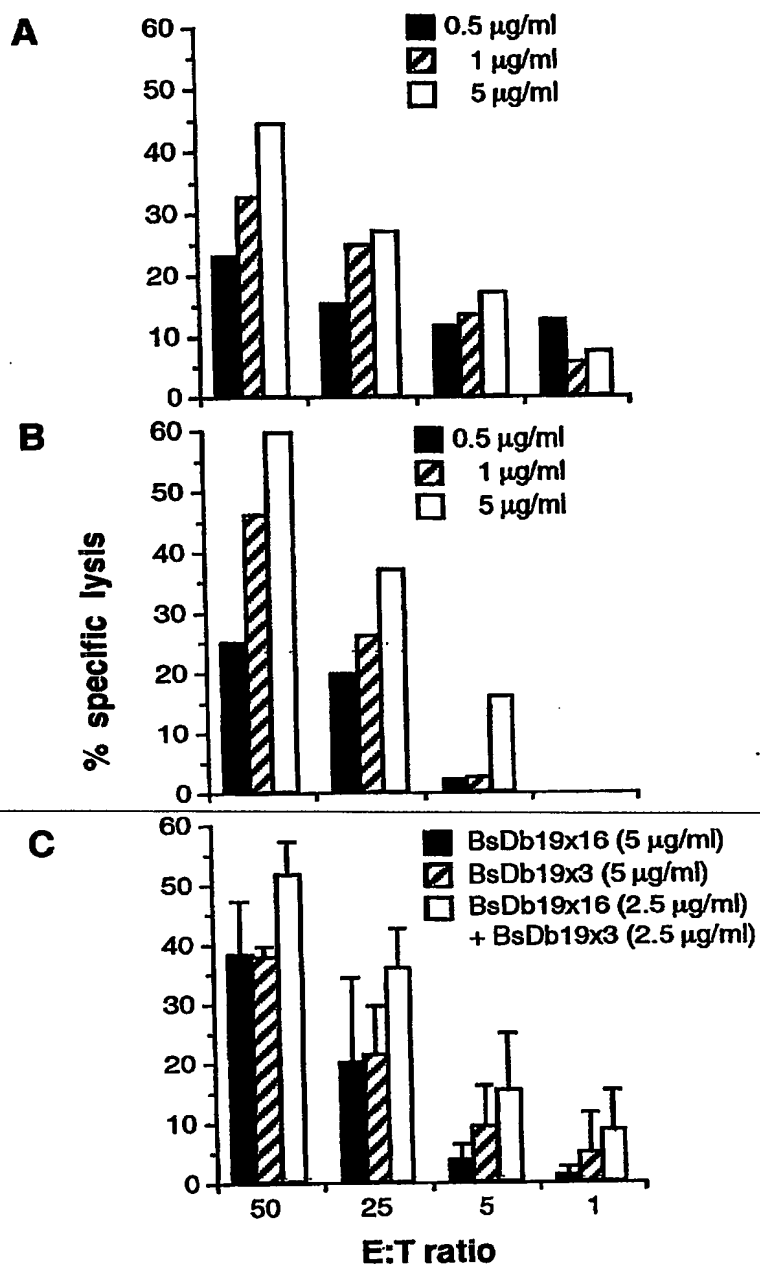 A
60
50
40
30
20
10
0
0.5 μg/ml
1 μg/ml
5 μg/ml
B
60
50
40
30
20
10
0
0.5 μg/ml
1 μg/ml
5 μg/ml
% specific lysis
C
60
50
40
30
20
10
0
BsDb19x16 (5 μg/ml)
BsDb19x3 (5 μg/ml)
BsDb19x16 (2.5 μg/ml)
+ BsDb19x3 (2.5 μg/ml)
50 25 5 1
E:T ratio